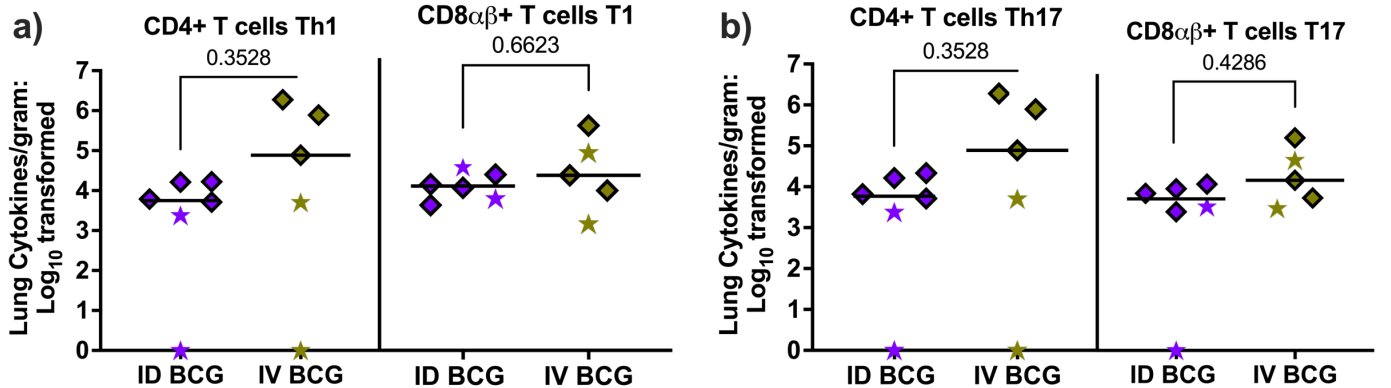 a)
CD4+ T cells Th1
CD8αβ+ T cells T1
0.3528
0.6623
Lung Cytokines/gram:
Log10 transformed
7
6
5
4
3
2
1
0
ID BCG
IV BCG
ID BCG
IV BCG
b)
CD4+ T cells Th17
CD8αβ+ T cells T17
0.3528
0.4286
Lung Cytokines/gram:
Log10 transformed
7
6
5
4
3
2
1
0
ID BCG
IV BCG
ID BCG
IV BCG